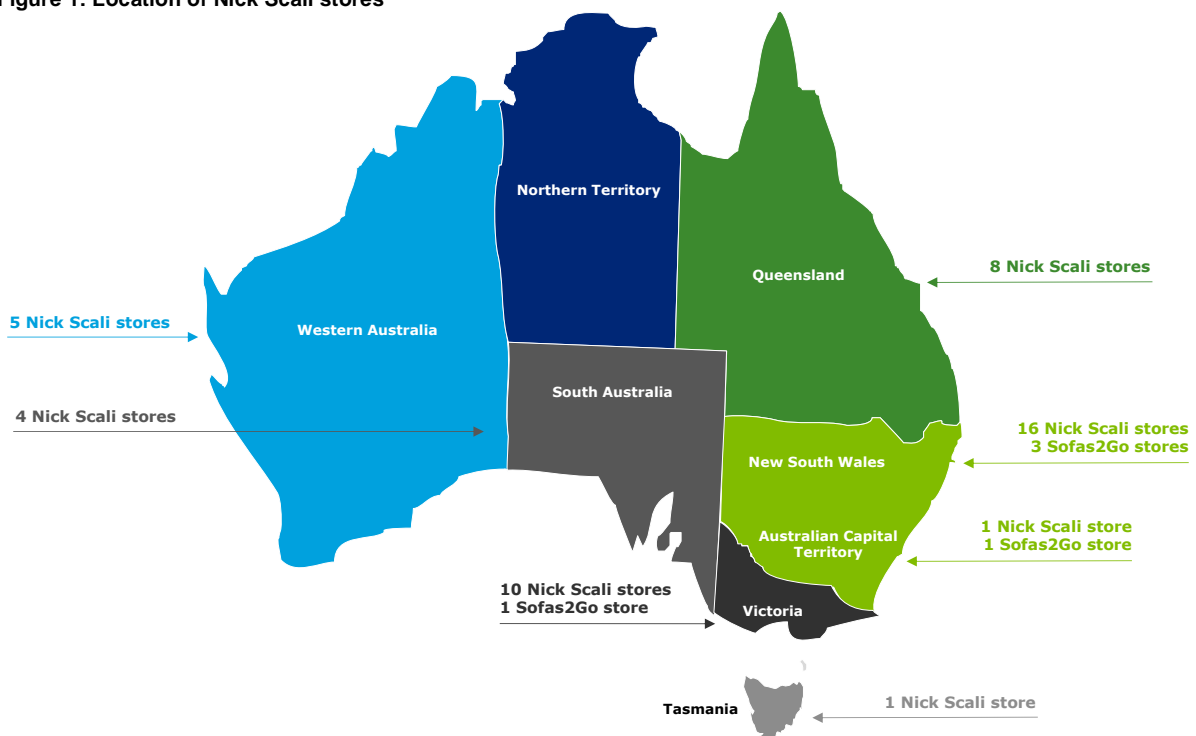 Figure 1: Location of Nick Scali stores
Northern Territory
Queensland
8 Nick Scali stores
5 Nick Scali stores
Western Australia
South Australia
4 Nick Scali stores
16 Nick Scali stores
3 Sofas2Go stores
New South Wales
Australian Capital
Territory
1 Nick Scali store
1 Sofas2Go store
10 Nick Scali stores
1 Sofas2Go store
Victoria
Tasmania
1 Nick Scali store